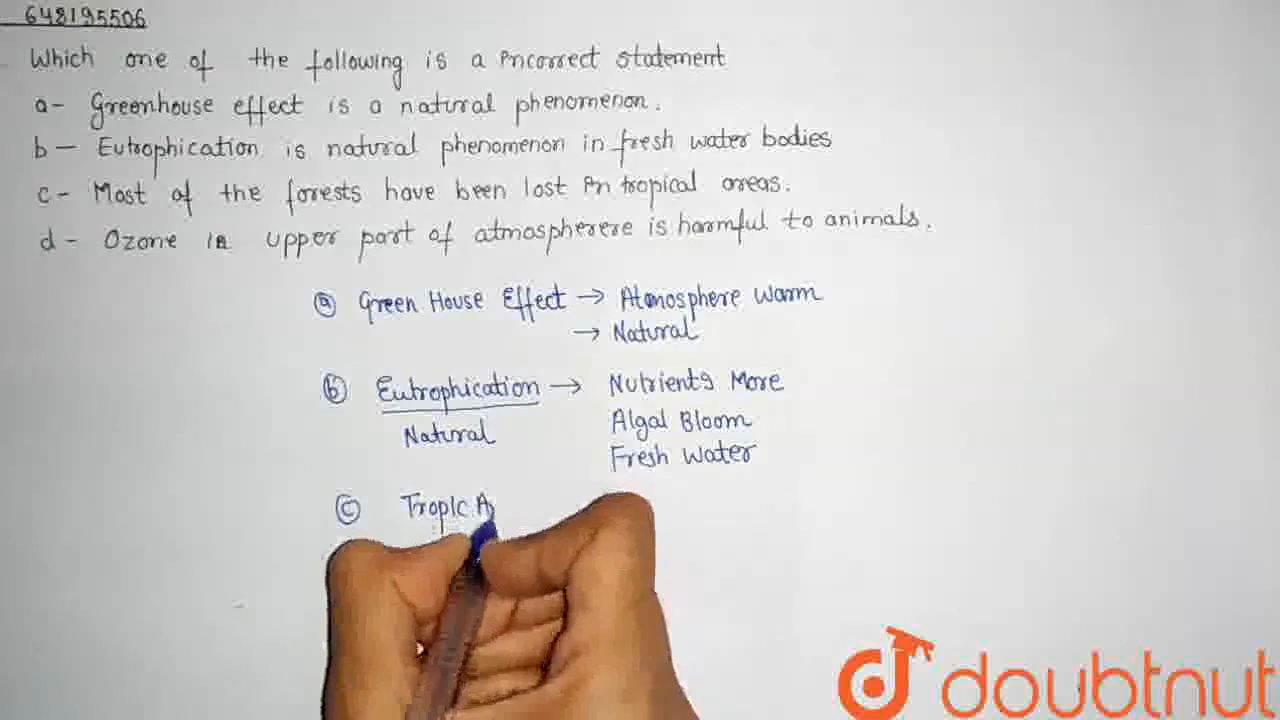 648195506
Which one of the following is a incorrect statement
a- Greenhouse effect is a natural phenomenon.
b- Eutrophication is natural phenomenon in fresh water bodies
c- Most of the forests have been lost in tropical areas.
d- Ozone in upper part of atmospherere is harmful to animals.
a Green House Effect → Atmosphere Warm
→ Natural
b Eutrophication → Nutrients More
Natural Algal Bloom
Fresh Water
c Tropic A
doubtnut